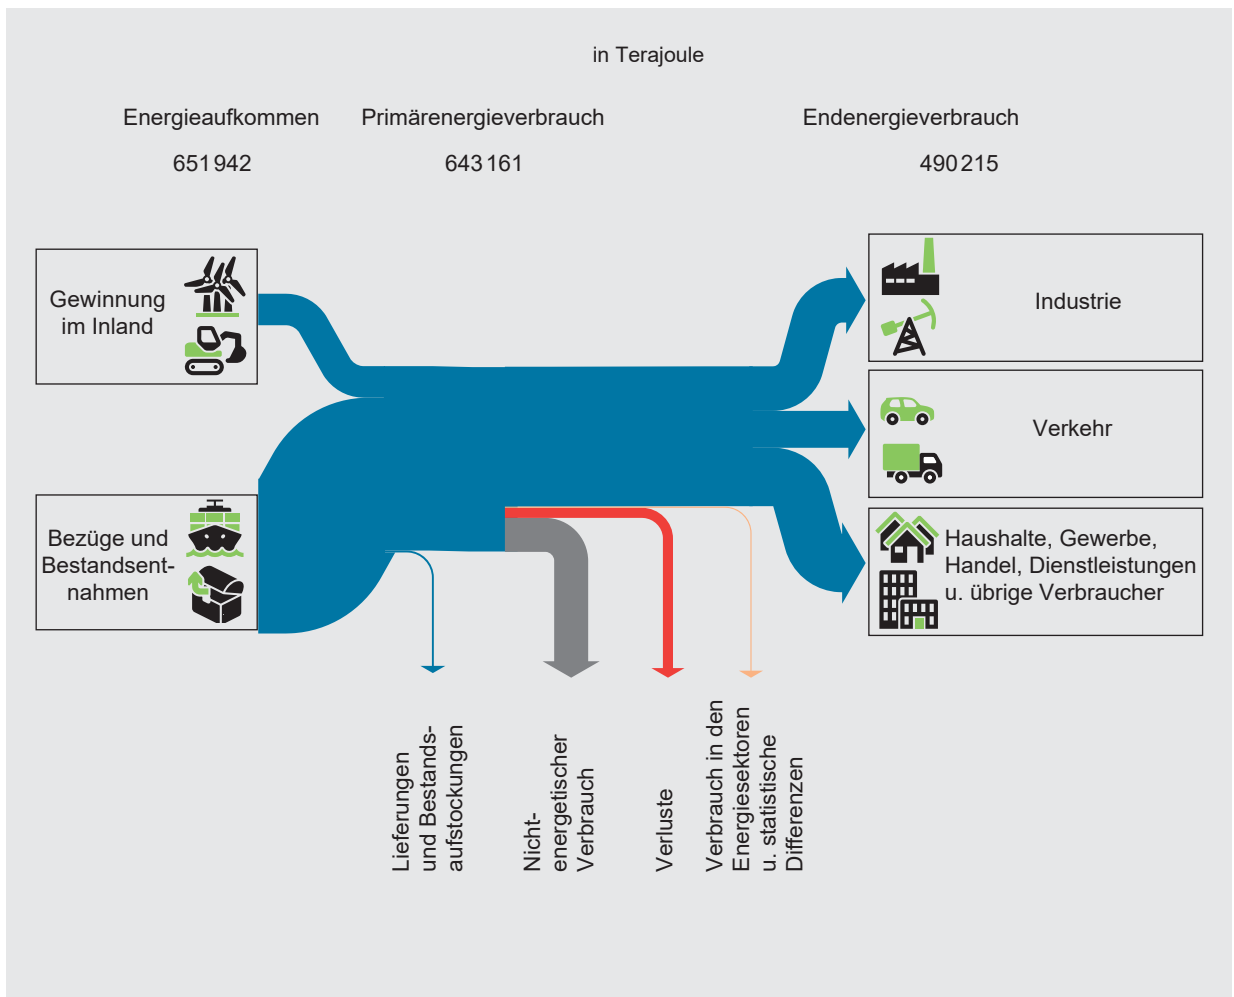 in Terajoule
Energieaufkommen
651 942
Primärenergieverbrauch
643 161
Endenergieverbrauch
490 215
Gewinnung
im Inland
Bezüge und
Bestandsent-
nahmen
Industrie
Verkehr
Haushalte, Gewerbe,
Handel, Dienstleistungen
u. übrige Verbraucher
Lieferungen
und Bestands-
aufstockungen
Nicht-
energetischer
Verbrauch
Verluste
Verbrauch in den
Energiesektoren
u. statistische
Differenzen